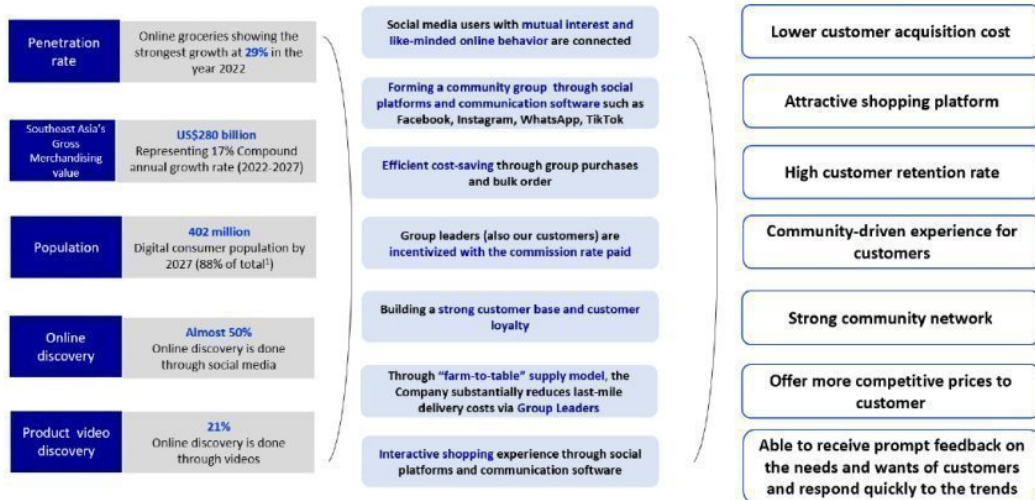 Penetration
rate
Online groceries showing the
strongest growth at 29% in the
year 2022
Southeast Asia's
Gross
Merchandising
value
US$280 billion
Representing 17% Compound
annual growth rate (2022-2027)
Population
402 million
Digital consumer population by
2027 (88% of total¹)
Online
discovery
Almost 50%
Online discovery is done
through social media
Product video
discovery
21%
Online discovery is done
through videos
Social media users with mutual interest and
like-minded online behavior are connected
Forming a community group through social
platforms and communication software such as
Facebook, Instagram, WhatsApp, TikTok
Efficient cost-saving through group purchases
and bulk order
Group leaders (also our customers) are
incentivized with the commission rate paid
Building a strong customer base and customer
loyalty
Through "farm-to-table" supply model, the
Company substantially reduces last-mile
delivery costs via Group Leaders
Interactive shopping experience through social
platforms and communication software
Lower customer acquisition cost
Attractive shopping platform
High customer retention rate
Community-driven experience for
customers
Strong community network
Offer more competitive prices to
customer
Able to receive prompt feedback on
the needs and wants of customers
and respond quickly to the trends